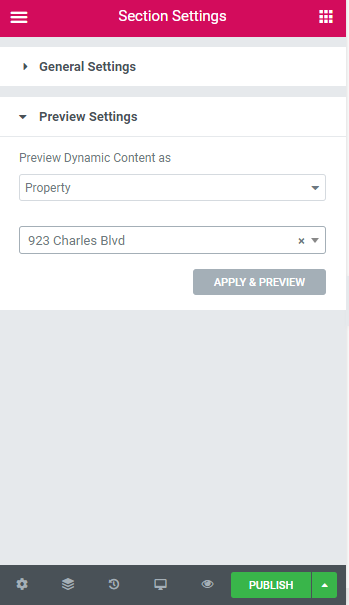 Section Settings
General Settings
Preview Settings
Preview Dynamic Content as
Property
923 Charles Blvd
APPLY & PREVIEW
PUBLISH